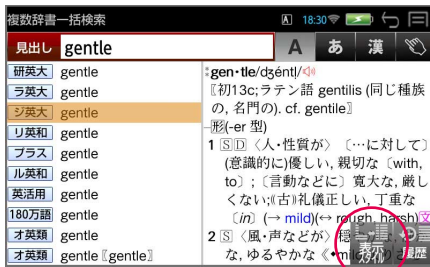 複数辞書一括検索 A 18:30
見出し gentle A あ 漢
研英大 gentle
ラ英大 gentle
ジ英大 gentle
リ英和 gentle
プラス gentle
ル英和 gentle
英活用 gentle
180万語 gentle
オ英類 gentle
オ英類 gentle〖gentle〗
:gen・tle/dʒéntl/
〖初13c;ラテン語 gentilis (同じ種族
の, 名門の). cf. gentile〗
―形(-er 型)
1 S D 〈人・性質が〉〔…に対して〕
(意識的に)優しい, 親切な〔with,
to〕;〔言動などに〕寛大な, 厳し
くない;《古》礼儀正しい, 丁重な
〔in〕(→ mild)(↔ rough, harsh)文
2 S 〈風・声などが〉穏
な, ゆるやかな
表示
スタイル
履歴